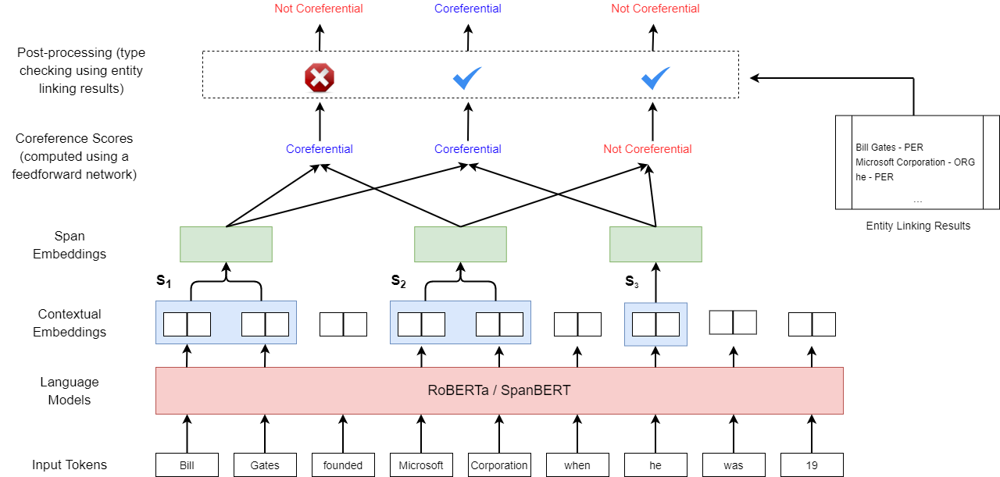 Not Coreferential
Coreferential
Not Coreferential
Post-processing (type
checking using entity
linking results)
Coreference Scores
(computed using a
feedforward network)
Coreferential
Coreferential
Not Coreferential
Bill Gates - PER
Microsoft Corporation - ORG
he - PER
...
Entity Linking Results
Span
Embeddings
S1
S2
S3
Contextual
Embeddings
Language
Models
RoBERTa / SpanBERT
Input Tokens
Bill
Gates
founded
Microsoft
Corporation
when
he
was
19